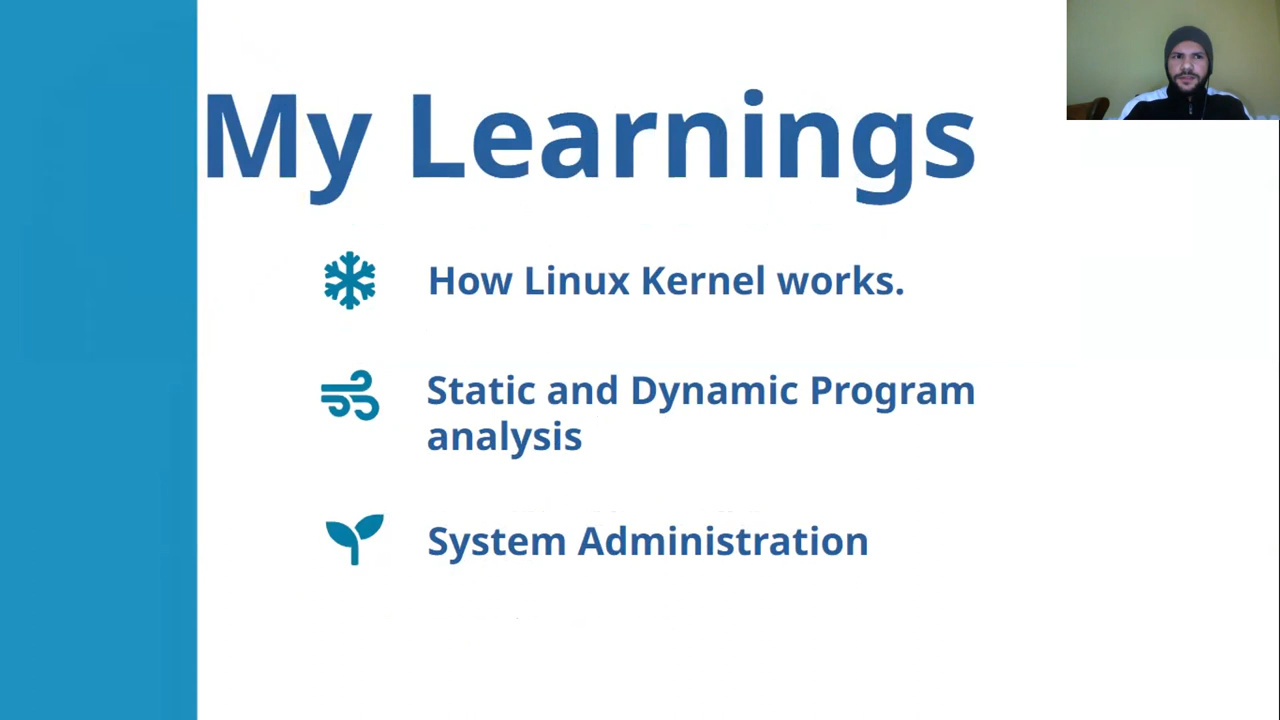 My Learnings
How Linux Kernel works.
Static and Dynamic Program
analysis
System Administration